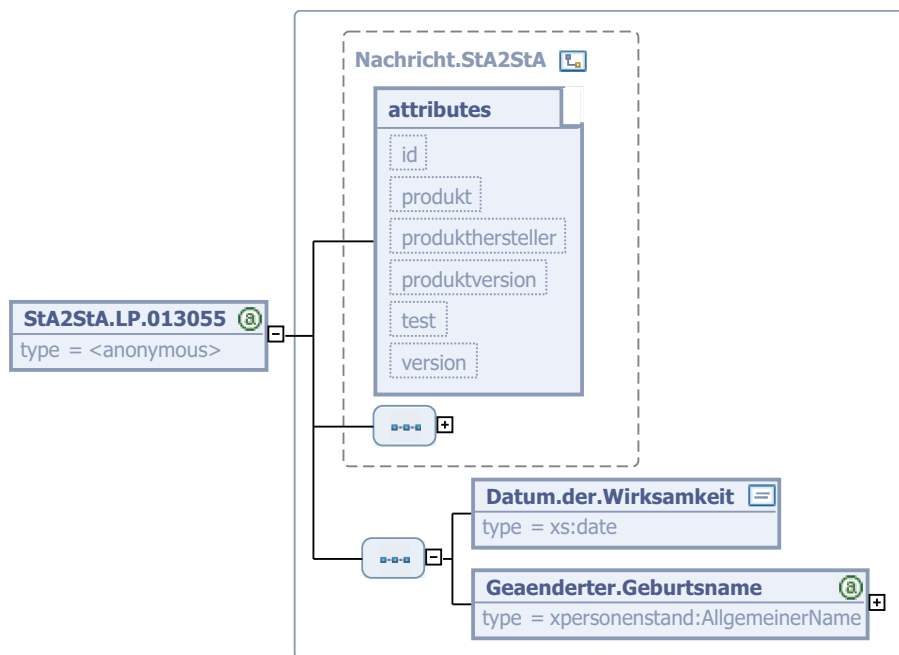 Nachricht.StA2StA
attributes
id
produkt
produkthersteller
produktversion
test
version
StA2StA.LP.013055 @
type = <anonymous>
Datum.der.Wirksamkeit
type = xs:date
Geaenderter.Geburtsname @
type = xpersonenstand:AllgemeinerName